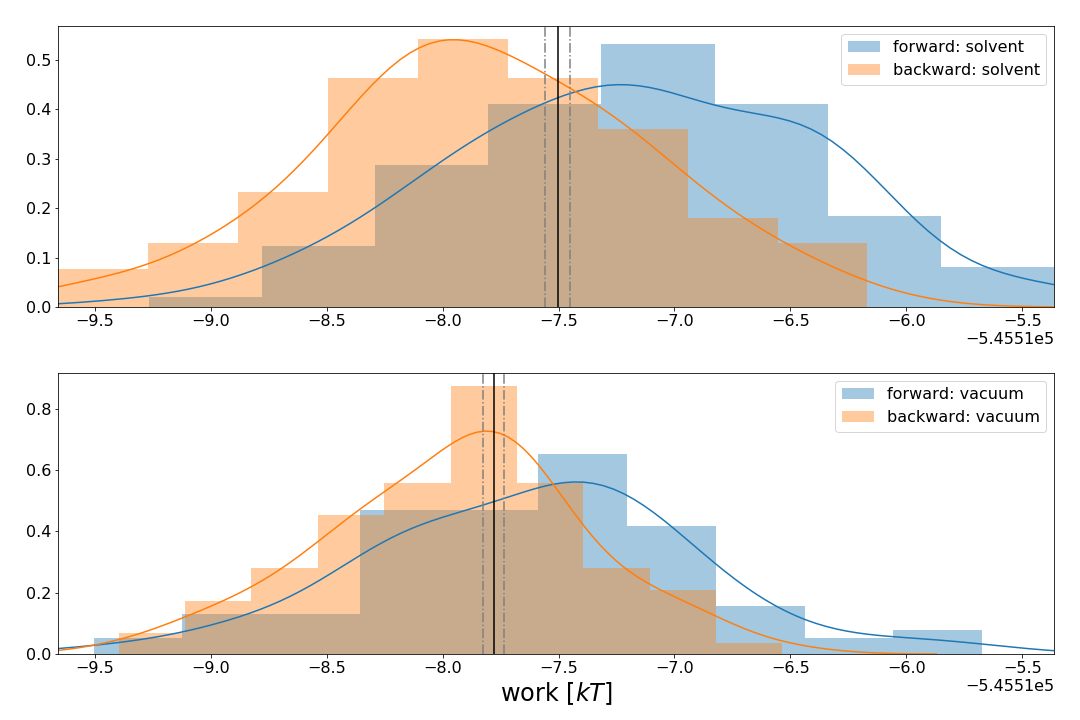 forward: solvent
backward: solvent
0.5
0.4
0.3
0.2
0.1
0.0
−9.5 −9.0 −8.5 −8.0 −7.5 −7.0 −6.5 −6.0 −5.5
−5.4551e5
forward: vacuum
backward: vacuum
0.8
0.6
0.4
0.2
0.0
−9.5 −9.0 −8.5 −8.0 −7.5 −7.0 −6.5 −6.0 −5.5
−5.4551e5
work [kT]